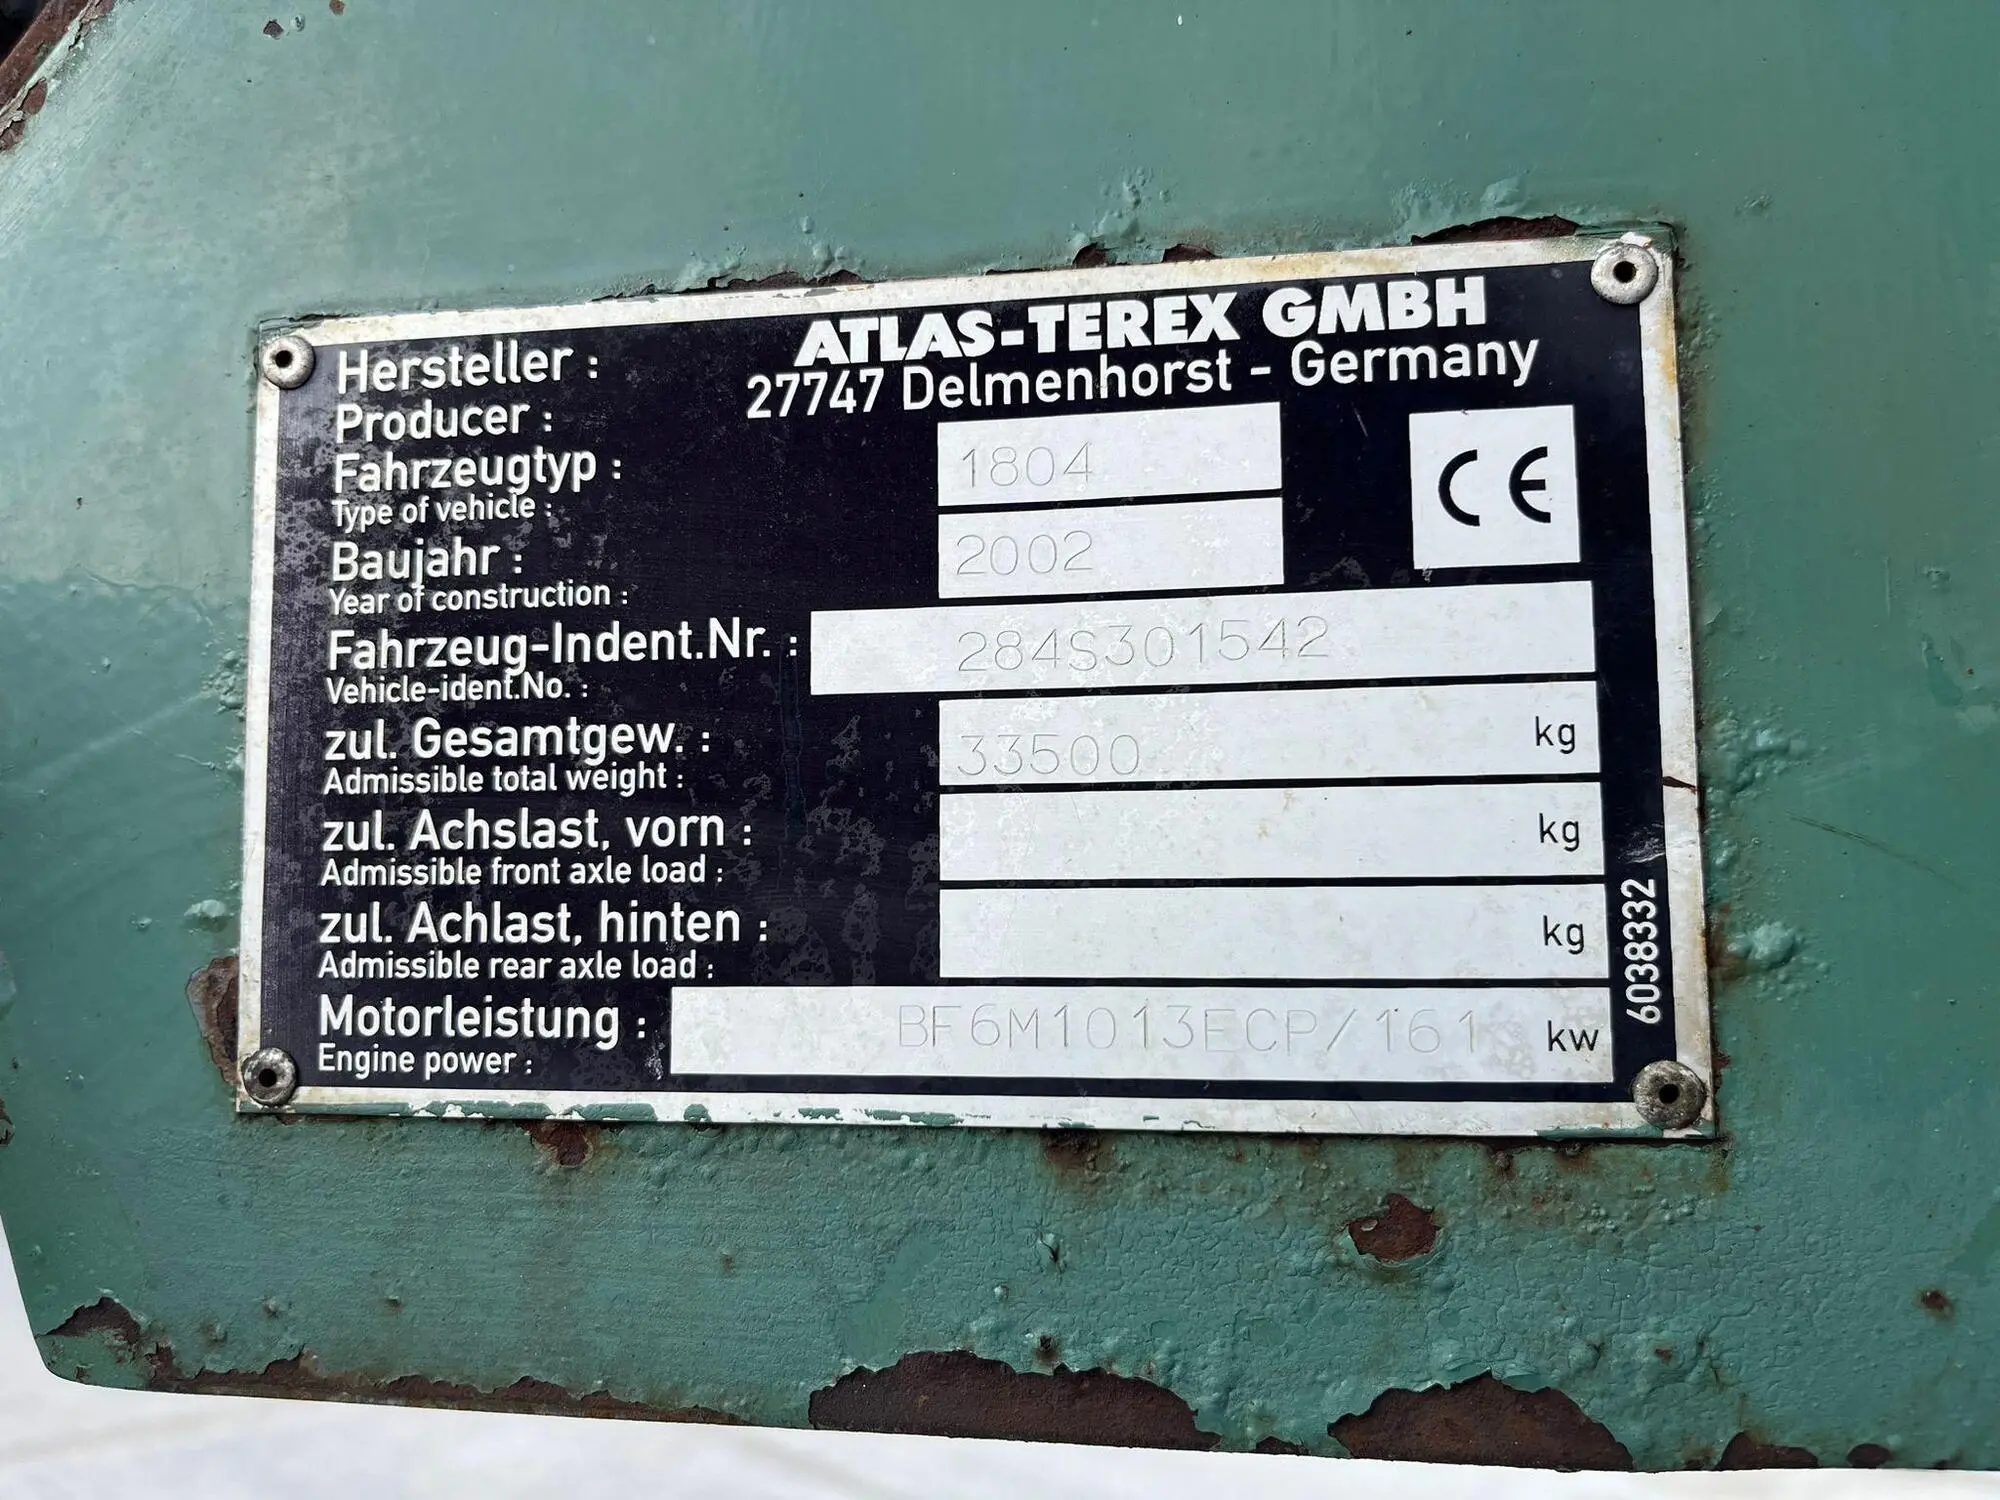 Hersteller : ATLAS-TEREX GMBH
Producer : 27747 Delmenhorst - Germany
Fahrzeugtyp : 1804
Type of vehicle :
CE
Baujahr : 2002
Year of construction :
Fahrzeug-Indent.Nr. : 284S301542
Vehicle-ident.No. :
zul. Gesamtgew. : 33500 kg
Admissible total weight :
zul. Achslast, vorn : kg
Admissible front axle load :
zul. Achlast, hinten : kg
Admissible rear axle load :
Motorleistung : BF6M1013ECP/161 kw
Engine power :
60383332